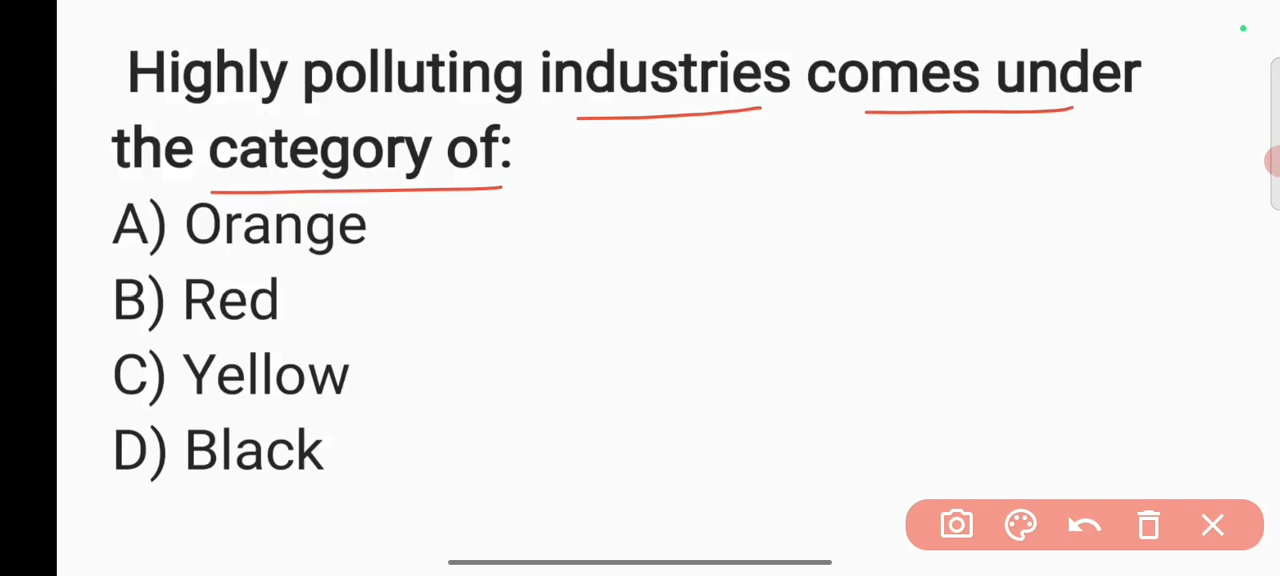 Highly polluting industries comes under
the category of:
A) Orange
B) Red
C) Yellow
D) Black